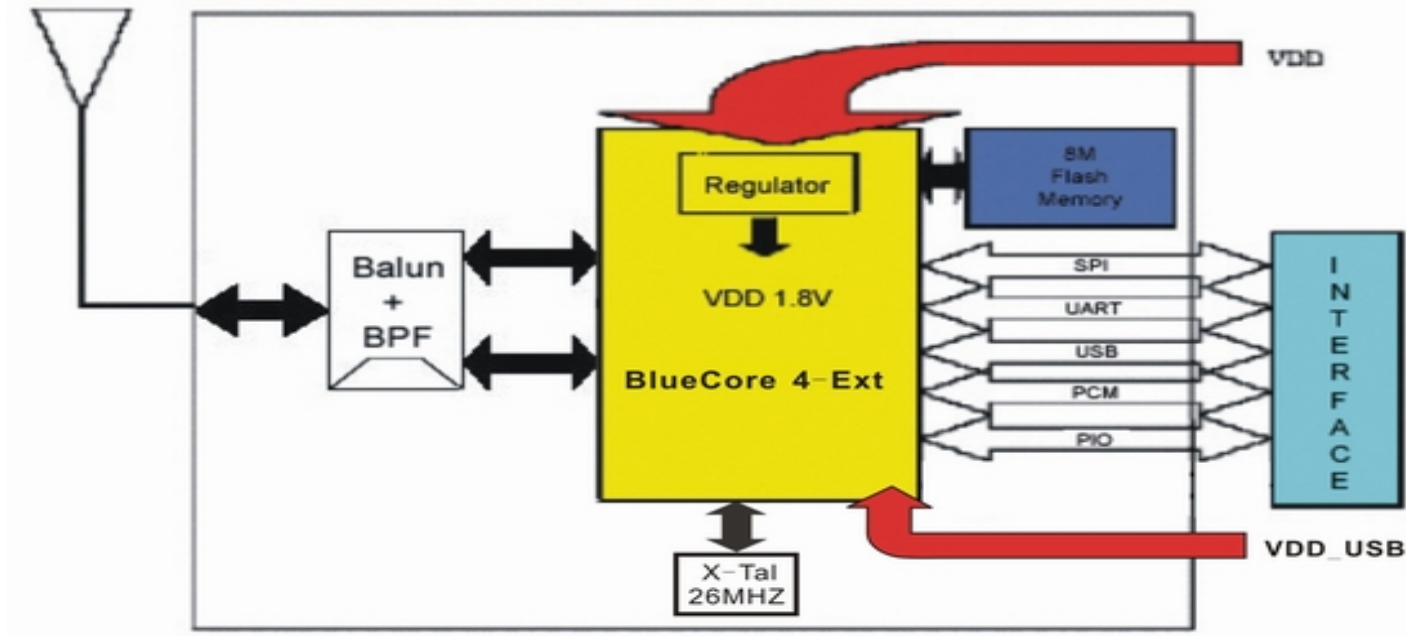 VDD
8M
Flash
Memory
Regulator
Balun
+
BPF
VDD 1.8V
SPI
UART
USB
PCM
PIO
BlueCore 4-Ext
INTERFACE
VDD_USB
X-Tal
26MHZ